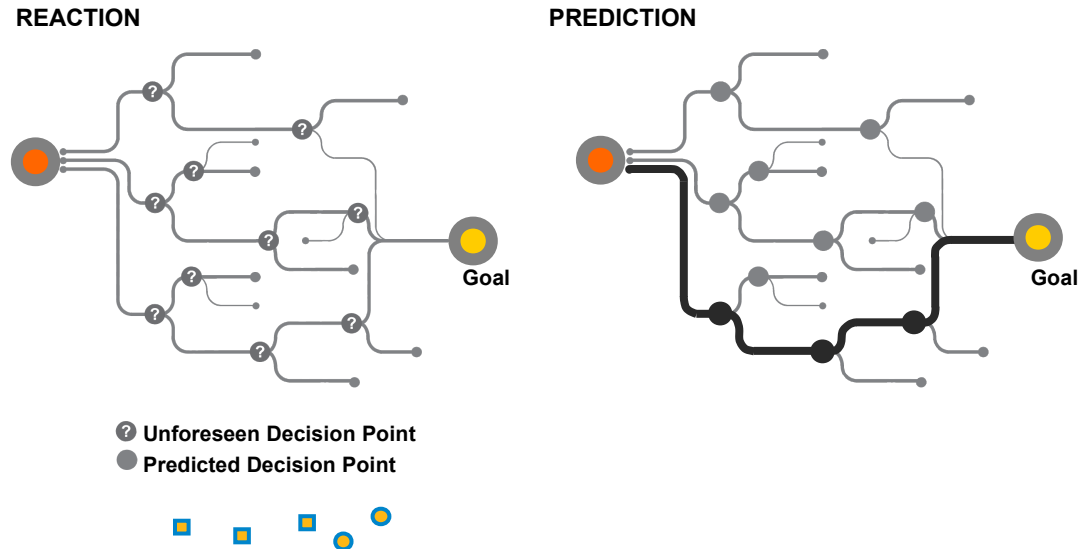 REACTION
PREDICTION
?
?
?
?
?
?
?
?
?
?
Goal
Goal
? Unforeseen Decision Point
Predicted Decision Point